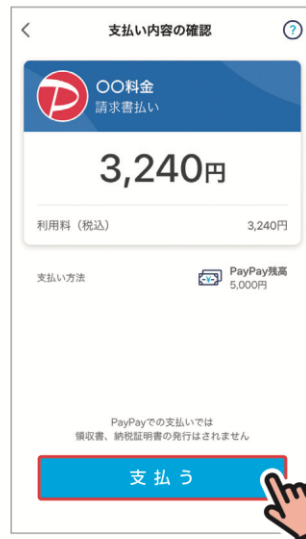 支払い内容の確認
?
〇〇料金
請求書払い
3,240円
利用料（税込） 3,240円
支払い方法 PayPay残高
5,000円
PayPayでの支払いでは
領収書、納税証明書の発行はされません
支払う